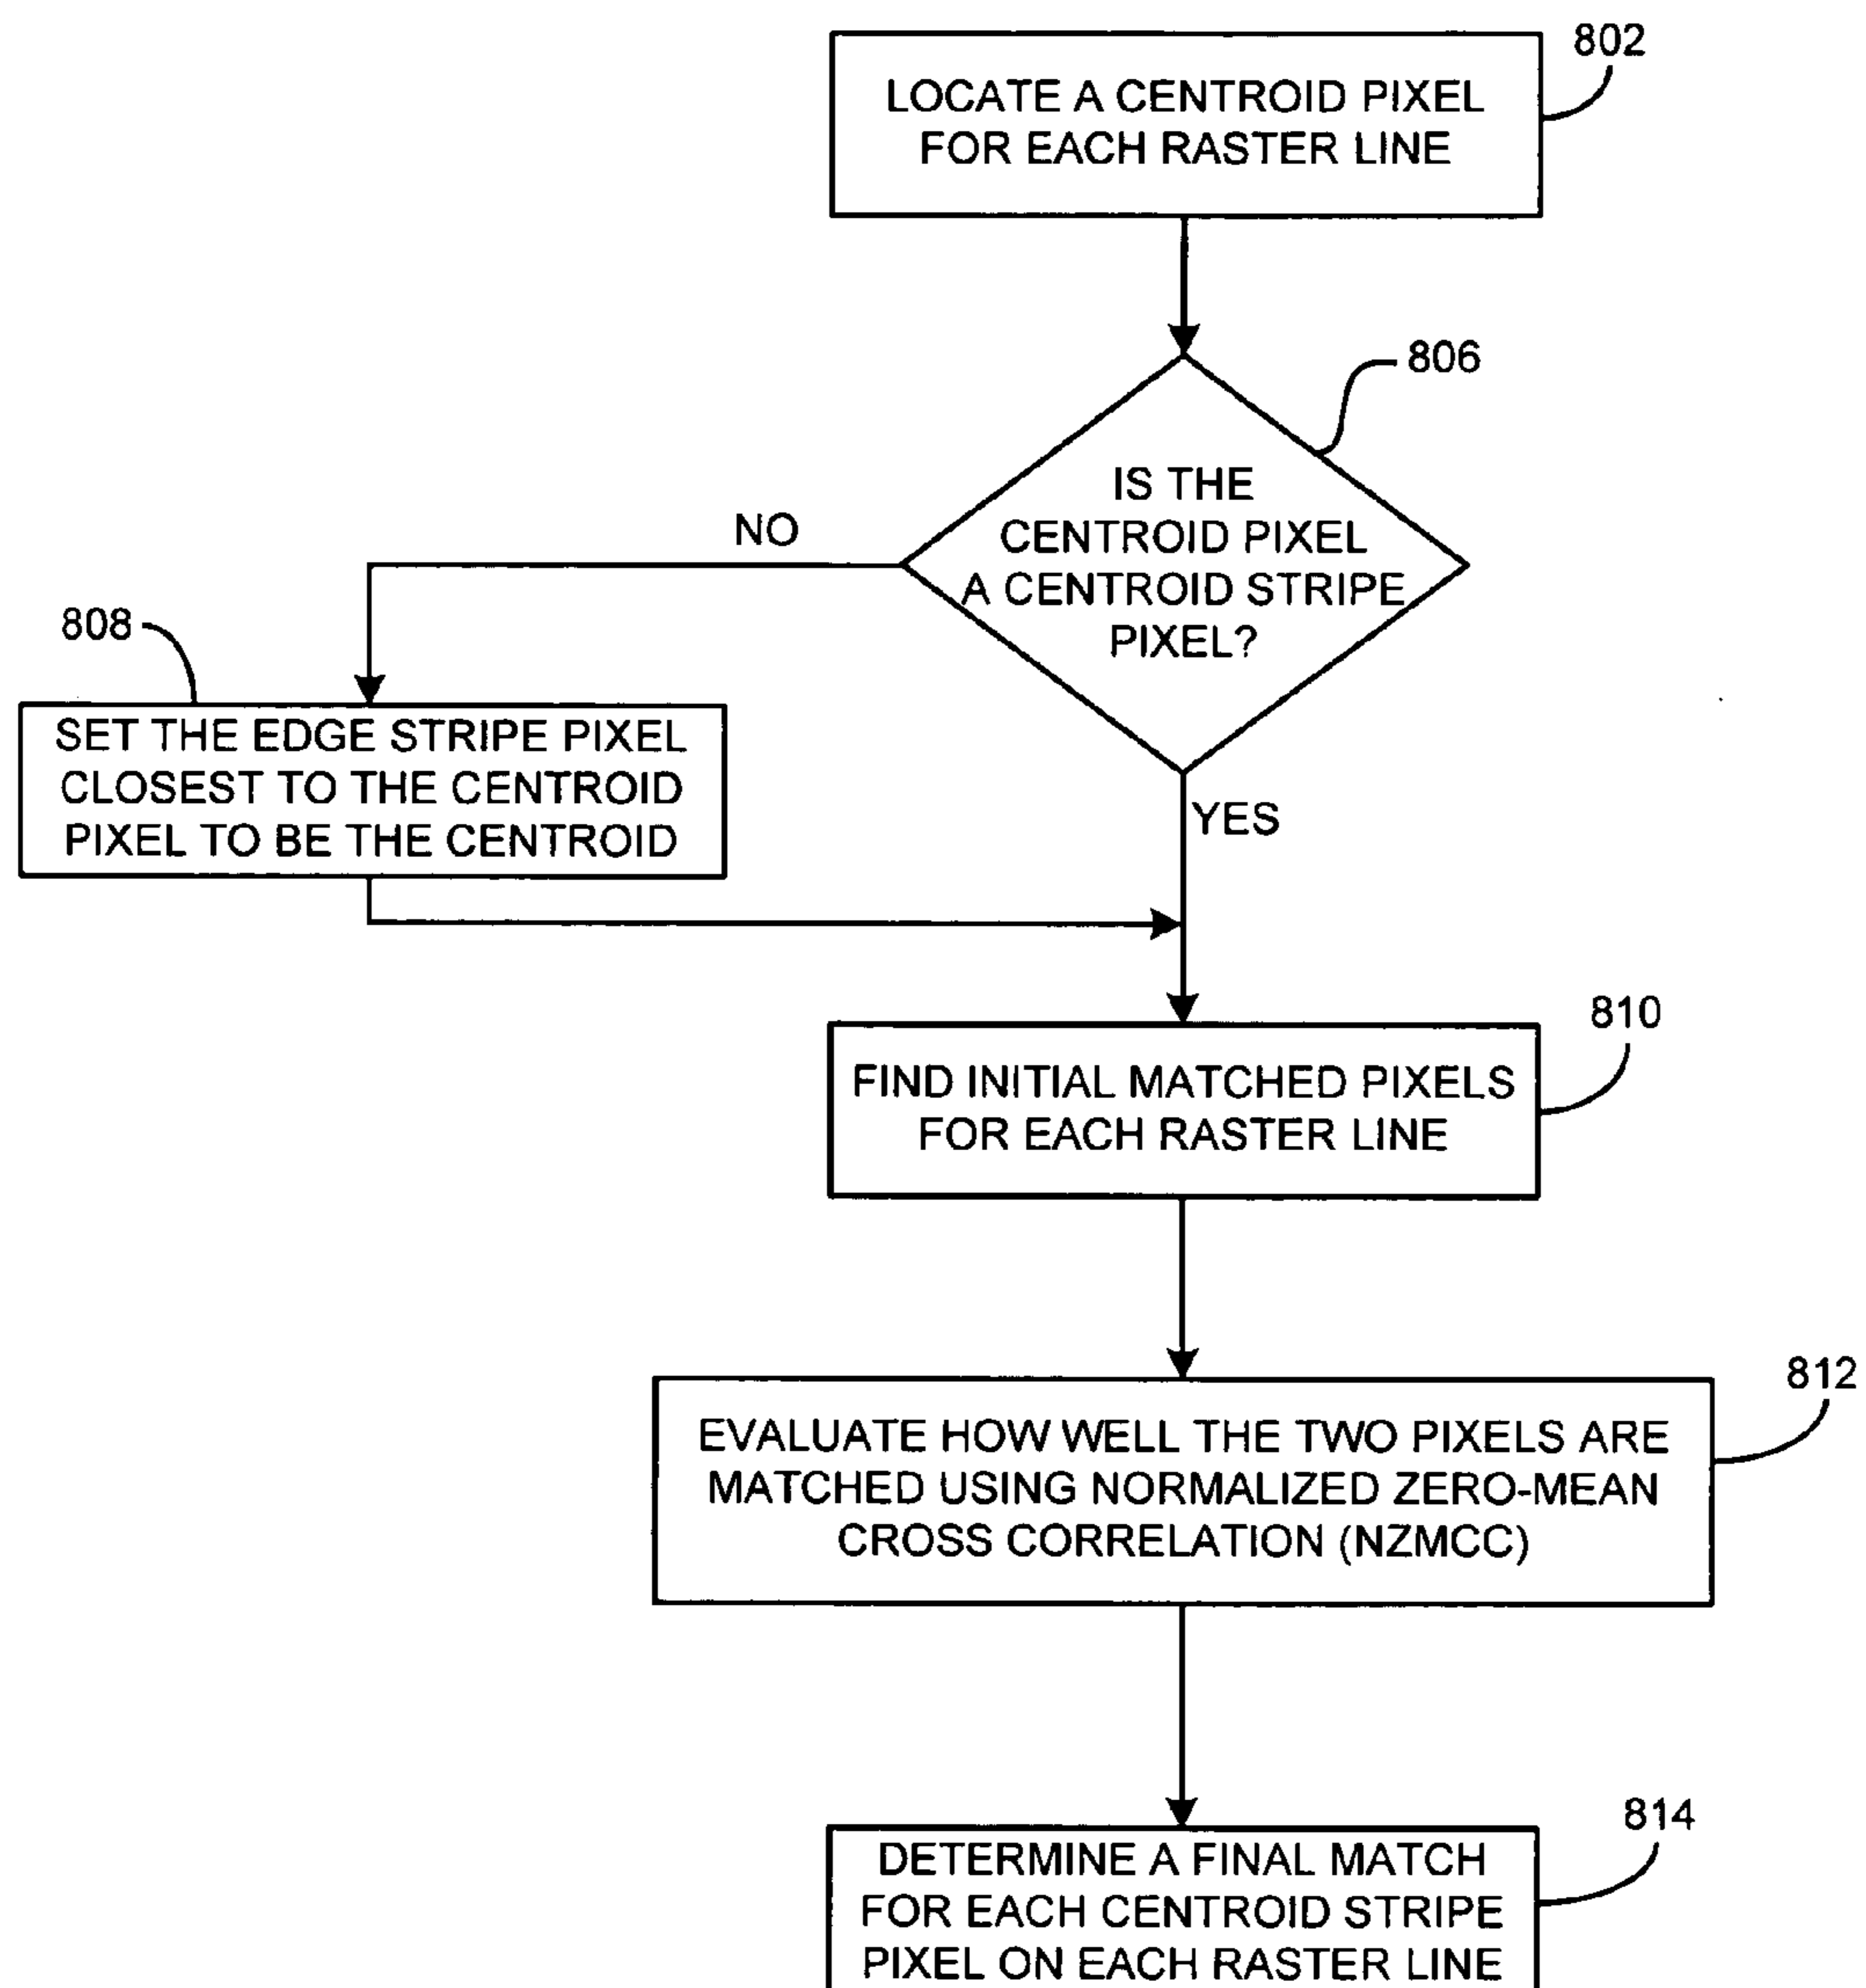 802
LOCATE A CENTROID PIXEL
FOR EACH RASTER LINE
806
IS THE
CENTROID PIXEL
A CENTROID STRIPE
PIXEL?
NO
808
SET THE EDGE STRIPE PIXEL
CLOSEST TO THE CENTROID
PIXEL TO BE THE CENTROID
YES
810
FIND INITIAL MATCHED PIXELS
FOR EACH RASTER LINE
812
EVALUATE HOW WELL THE TWO PIXELS ARE
MATCHED USING NORMALIZED ZERO-MEAN
CROSS CORRELATION (NZMCC)
814
DETERMINE A FINAL MATCH
FOR EACH CENTROID STRIPE
PIXEL ON EACH RASTER LINE